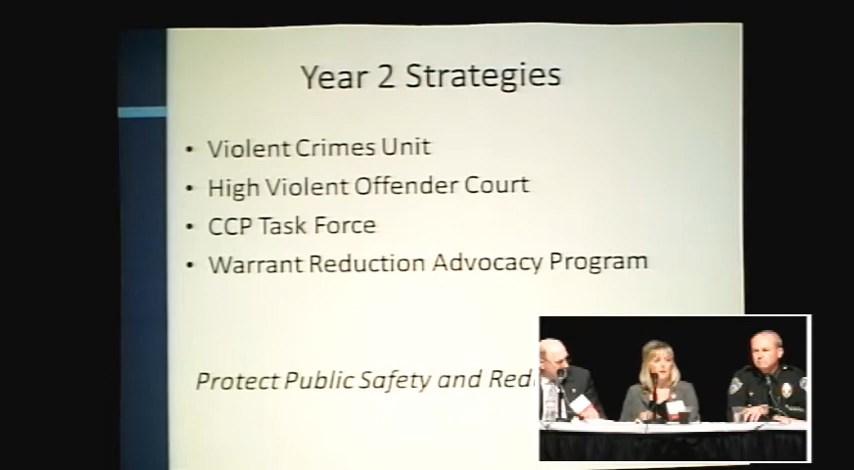 Year 2 Strategies
• Violent Crimes Unit
• High Violent Offender Court
• CCP Task Force
• Warrant Reduction Advocacy Program
Protect Public Safety and